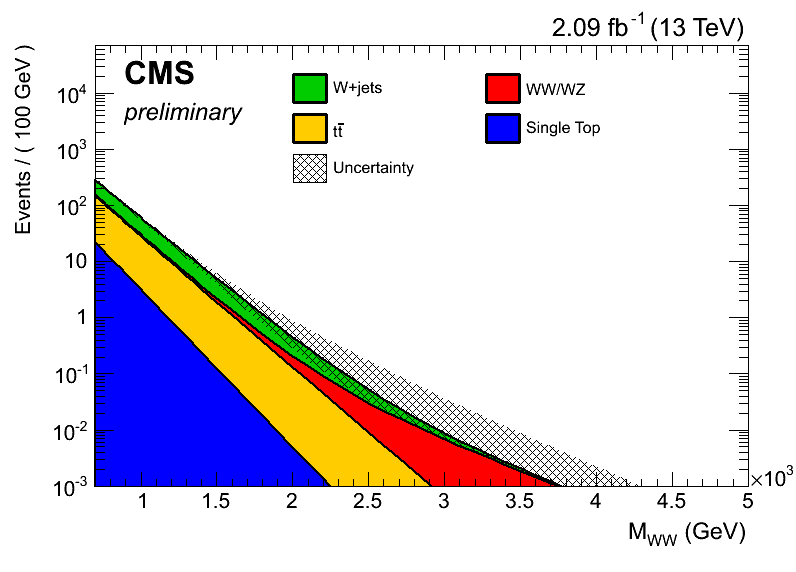 2.09 fb⁻¹ (13 TeV)
CMS
preliminary
W+jets
WW/WZ
tt̄
Single Top
Uncertainty
Events / ( 100 GeV )
10⁴
10³
10²
10
1
10⁻¹
10⁻²
10⁻³
1 1.5 2 2.5 3 3.5 4 4.5 5
×10³
M_WW (GeV)